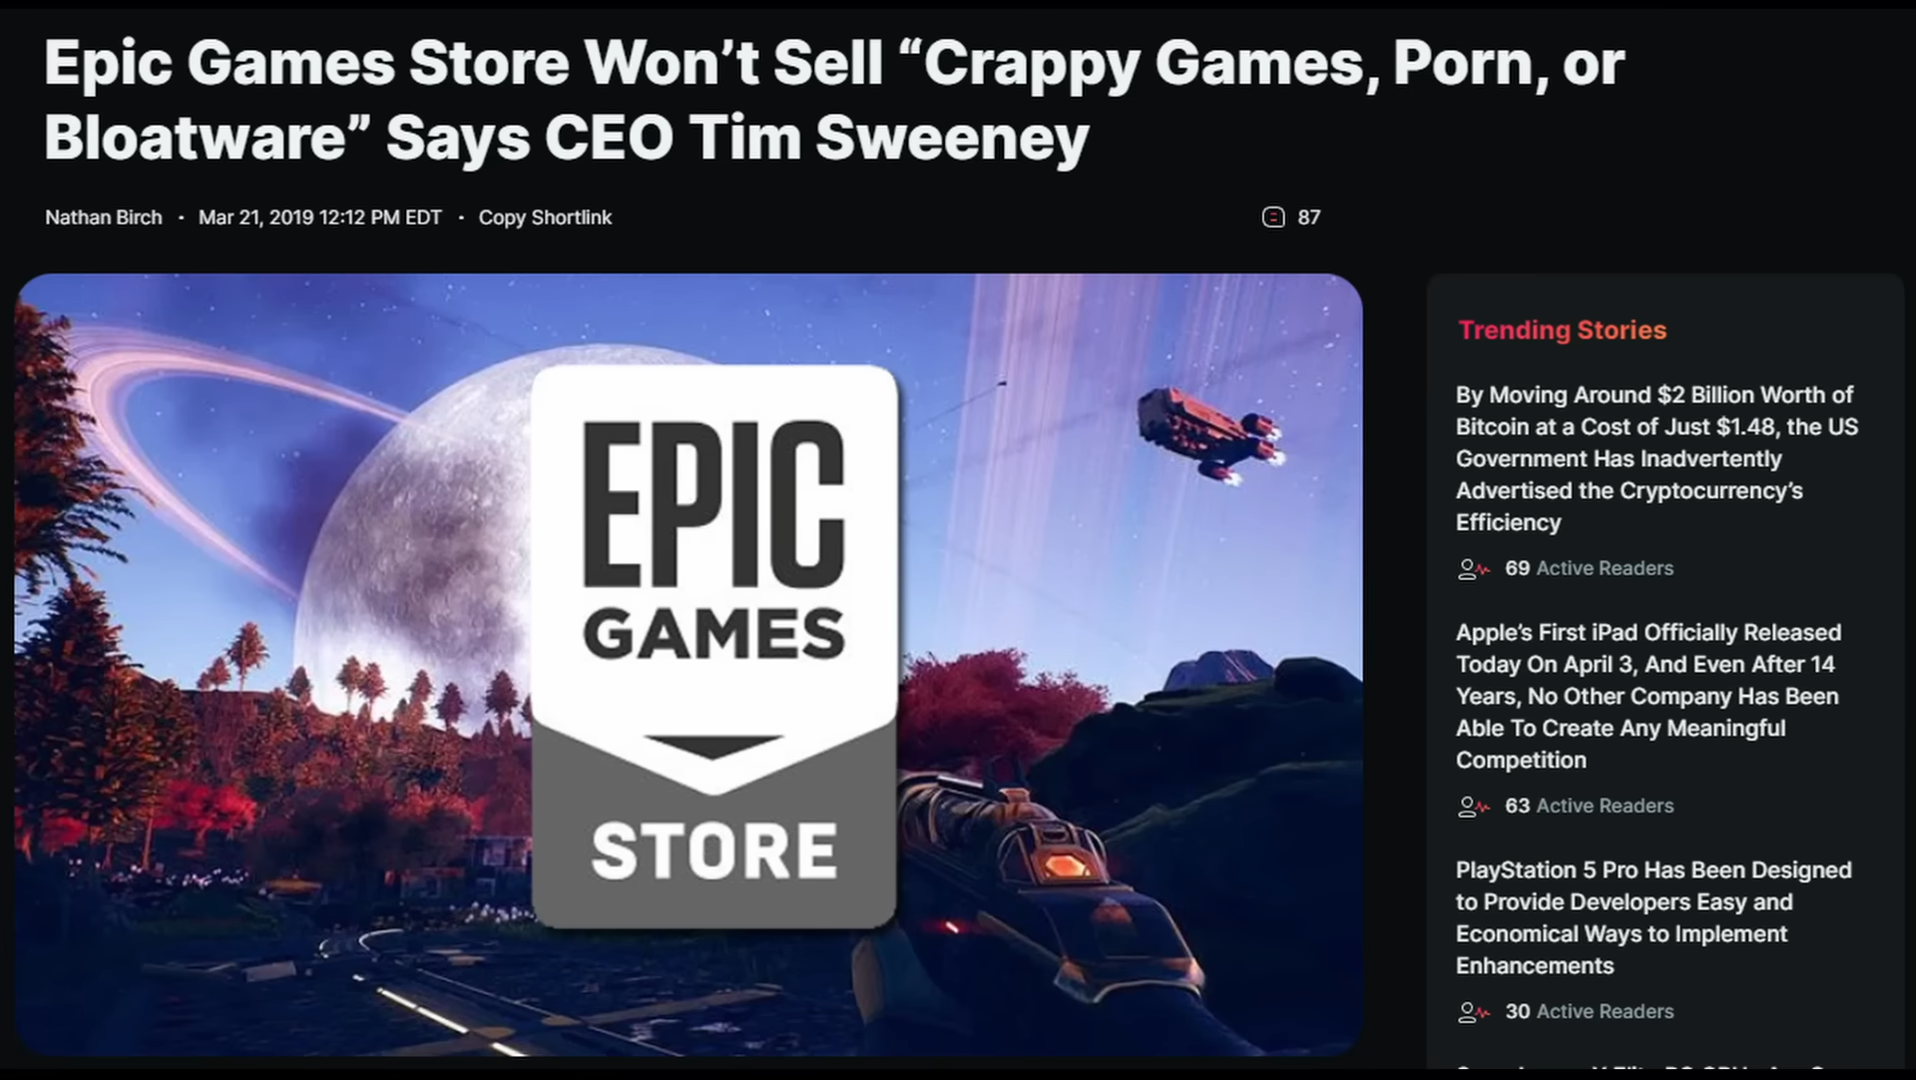 Epic Games Store Won’t Sell “Crappy Games, Porn, or
Bloatware” Says CEO Tim Sweeney
Nathan Birch • Mar 21, 2019 12:12 PM EDT • Copy Shortlink
87
EPIC
GAMES
STORE
Trending Stories
By Moving Around $2 Billion Worth of
Bitcoin at a Cost of Just $1.48, the US
Government Has Inadvertently
Advertised the Cryptocurrency’s
Efficiency
69 Active Readers
Apple’s First iPad Officially Released
Today On April 3, And Even After 14
Years, No Other Company Has Been
Able To Create Any Meaningful
Competition
63 Active Readers
PlayStation 5 Pro Has Been Designed
to Provide Developers Easy and
Economical Ways to Implement
Enhancements
30 Active Readers